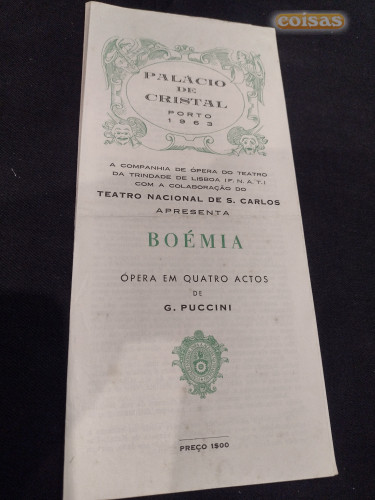 coisas
PALÁCIO
DE
CRISTAL
PORTO
1963
A COMPANHIA DE ÓPERA DO TEATRO
DA TRINDADE DE LISBOA (F.N.A.T.)
COM A COLABORAÇÃO DO
TEATRO NACIONAL DE S. CARLOS
APRESENTA
BOÉMIA
ÓPERA EM QUATRO ACTOS
DE
G. PUCCINI
PREÇO 1$00